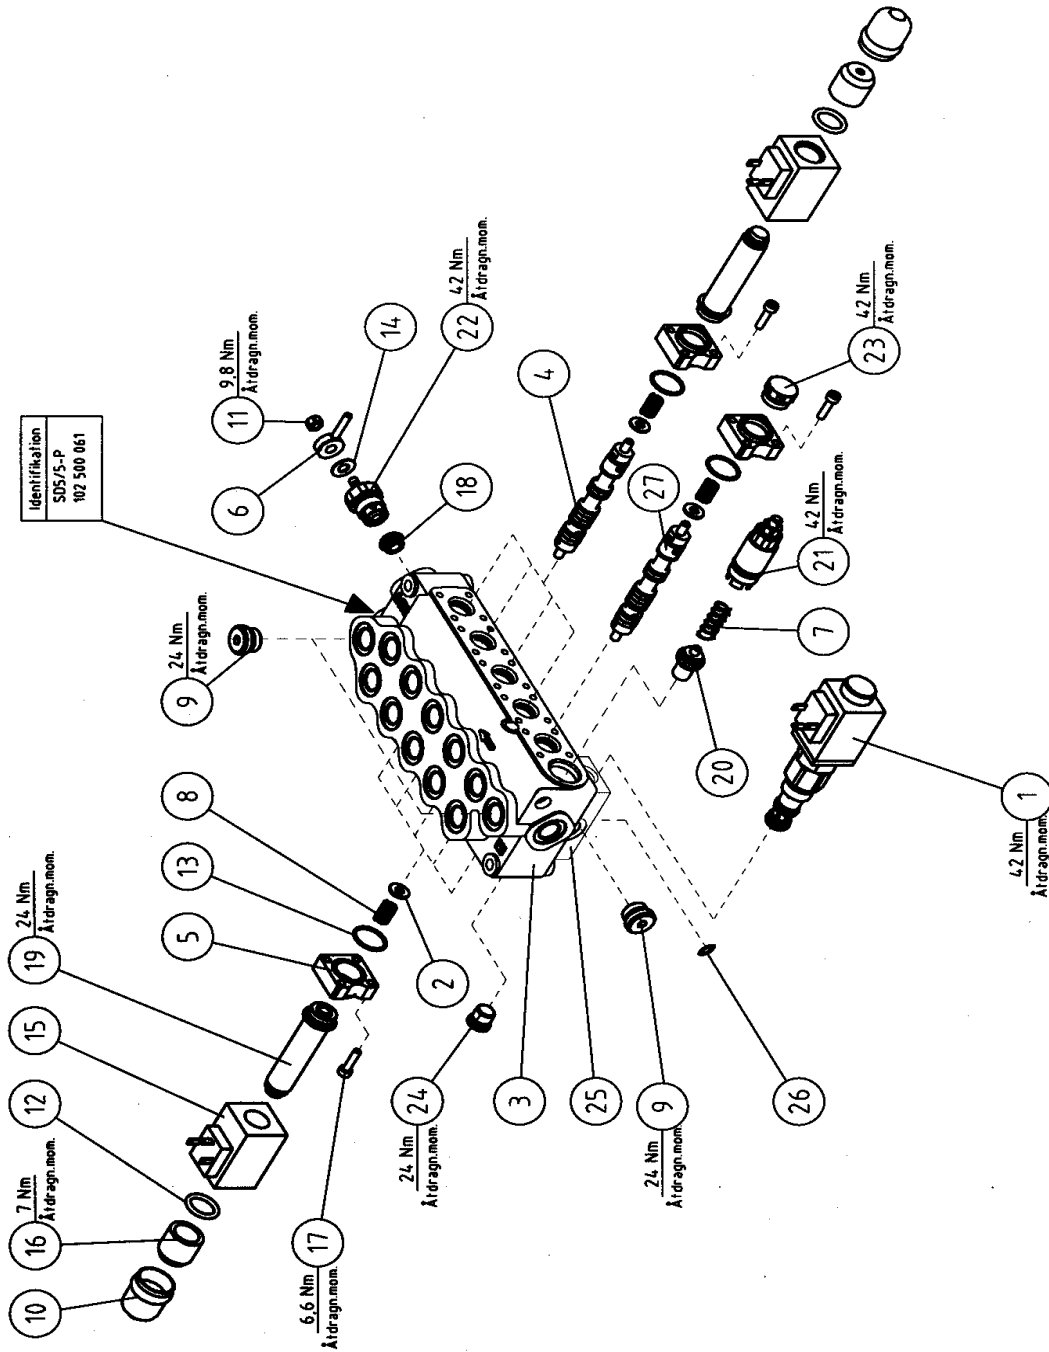 10
16
7 Nm
Åtdragn.mom.
12
15
19
24 Nm
Åtdragn.mom.
Identifikation
SD5/5-P
102 500 061
5
13
8
9
24 Nm
Åtdragn.mom.
6
11
9,8 Nm
Åtdragn.mom.
6,6 Nm
17
Åtdragn.mom.
14
24 Nm
24
Åtdragn.mom.
2
18
22
42 Nm
Åtdragn.mom.
3
4
25
24 Nm
9
Åtdragn.mom.
27
20
26
7
21
42 Nm
Åtdragn.mom.
23
42 Nm
Åtdragn.mom.
42 Nm
1
Åtdragn.mom.